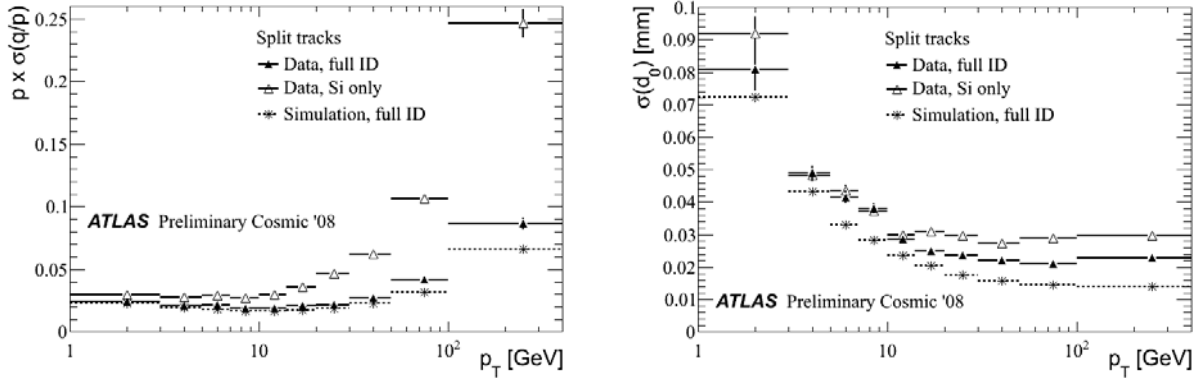 p x σ(q/p)
0.25
0.2
0.15
0.1
0.05
0
Split tracks
Data, full ID
Data, Si only
Simulation, full ID
ATLAS Preliminary Cosmic '08
1
10
10²
p_T [GeV]
σ(d₀) [mm]
0.1
0.09
0.08
0.07
0.06
0.05
0.04
0.03
0.02
0.01
0
Split tracks
Data, full ID
Data, Si only
Simulation, full ID
ATLAS Preliminary Cosmic '08
1
10
10²
p_T [GeV]